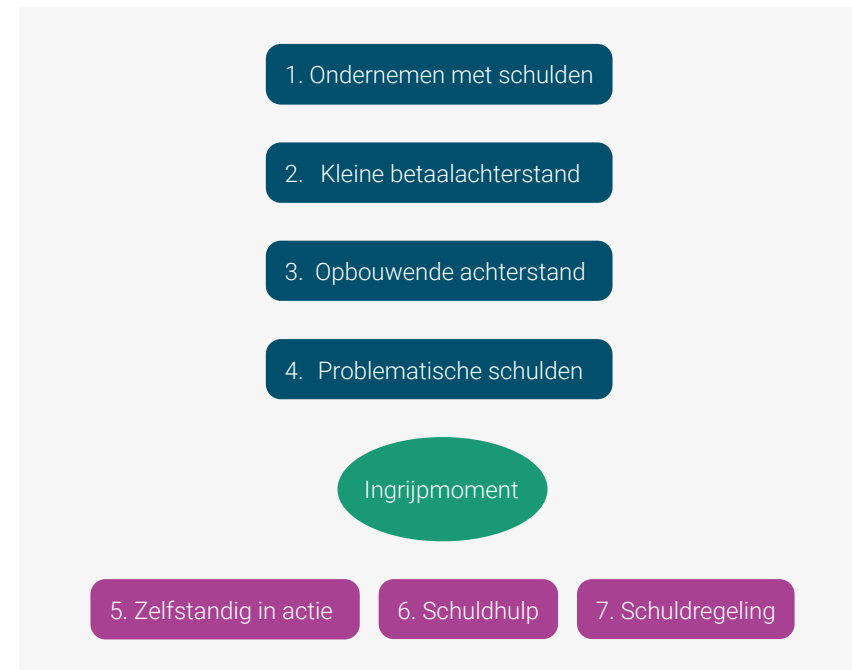 1. Ondernemen met schulden
2. Kleine betaalachterstand
3. Opbouwende achterstand
4. Problematische schulden
Ingrijpmoment
5. Zelfstandig in actie
6. Schuldhulp
7. Schuldregeling